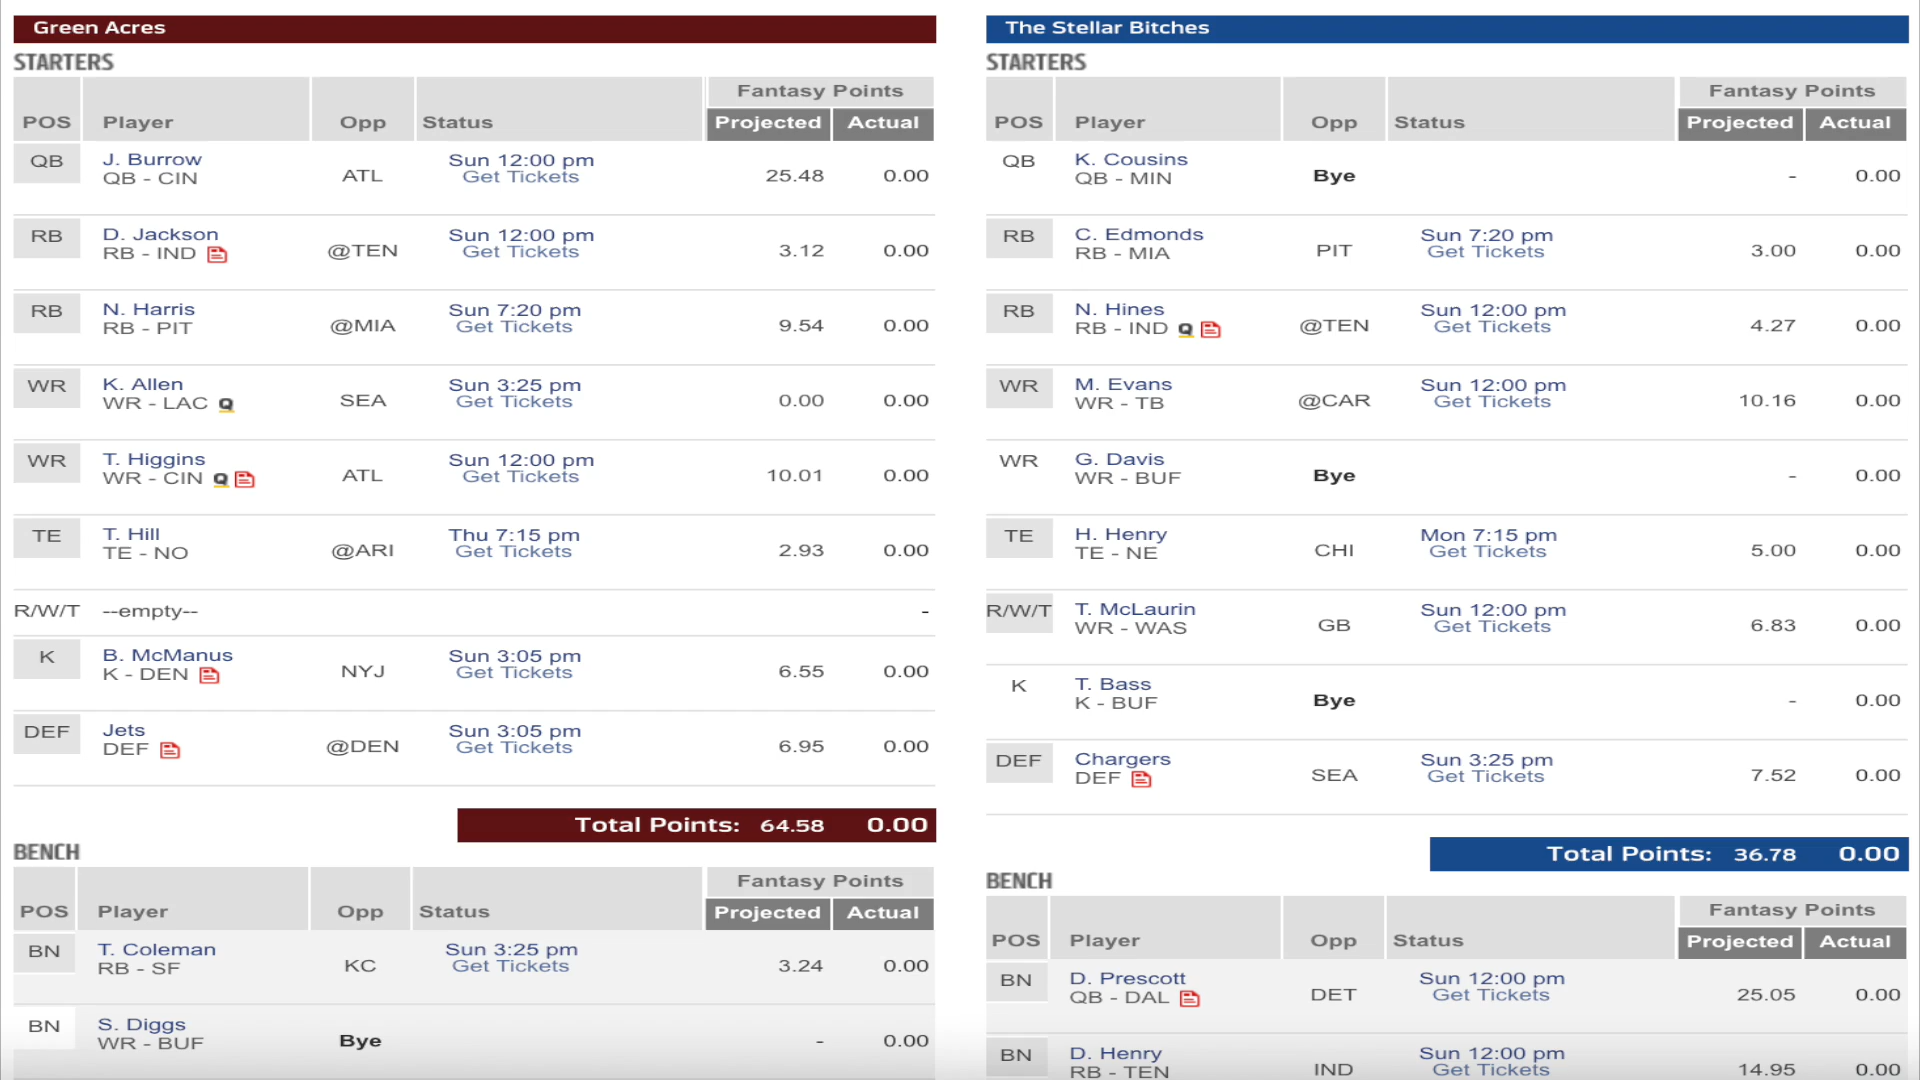 Green Acres
STARTERS
Fantasy Points
POS Player Opp Status Projected Actual
QB J. Burrow Sun 12:00 pm
QB - CIN ATL Get Tickets 25.48 0.00
RB D. Jackson Sun 12:00 pm
RB - IND @TEN Get Tickets 3.12 0.00
RB N. Harris Sun 7:20 pm
RB - PIT @MIA Get Tickets 9.54 0.00
WR K. Allen Sun 3:25 pm
WR - LAC Q SEA Get Tickets 0.00 0.00
WR T. Higgins Sun 12:00 pm
WR - CIN Q ATL Get Tickets 10.01 0.00
TE T. Hill Thu 7:15 pm
TE - NO @ARI Get Tickets 2.93 0.00
R/W/T --empty-- -
K B. McManus Sun 3:05 pm
K - DEN NYJ Get Tickets 6.55 0.00
DEF Jets Sun 3:05 pm
DEF @DEN Get Tickets 6.95 0.00
Total Points: 64.58 0.00
BENCH
Fantasy Points
POS Player Opp Status Projected Actual
BN T. Coleman Sun 3:25 pm
RB - SF KC Get Tickets 3.24 0.00
BN S. Diggs
WR - BUF Bye - 0.00
The Stellar Bitches
STARTERS
Fantasy Points
POS Player Opp Status Projected Actual
QB K. Cousins
QB - MIN Bye - 0.00
RB C. Edmonds Sun 7:20 pm
RB - MIA PIT Get Tickets 3.00 0.00
RB N. Hines Sun 12:00 pm
RB - IND Q @TEN Get Tickets 4.27 0.00
WR M. Evans Sun 12:00 pm
WR - TB @CAR Get Tickets 10.16 0.00
WR G. Davis
WR - BUF Bye - 0.00
TE H. Henry Mon 7:15 pm
TE - NE CHI Get Tickets 5.00 0.00
R/W/T T. McLaurin Sun 12:00 pm
WR - WAS GB Get Tickets 6.83 0.00
K T. Bass
K - BUF Bye - 0.00
DEF Chargers Sun 3:25 pm
DEF SEA Get Tickets 7.52 0.00
Total Points: 36.78 0.00
BENCH
Fantasy Points
POS Player Opp Status Projected Actual
BN D. Prescott Sun 12:00 pm
QB - DAL DET Get Tickets 25.05 0.00
BN D. Henry Sun 12:00 pm
RB - TEN IND Get Tickets 14.95 0.00